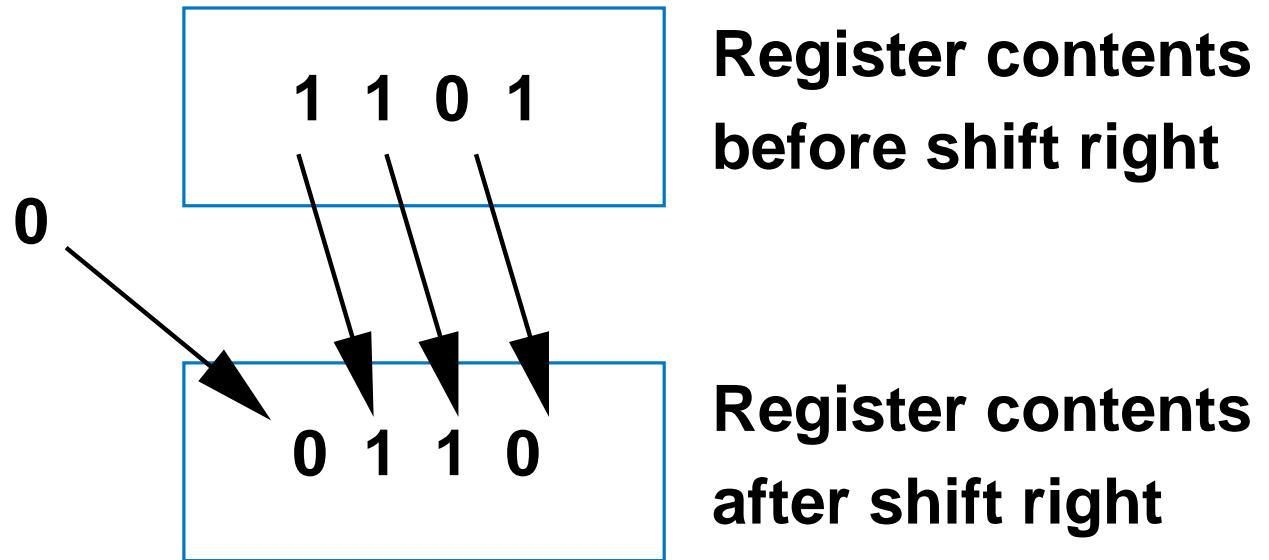 1 1 0 1
Register contents
before shift right
0
0 1 1 0
Register contents
after shift right